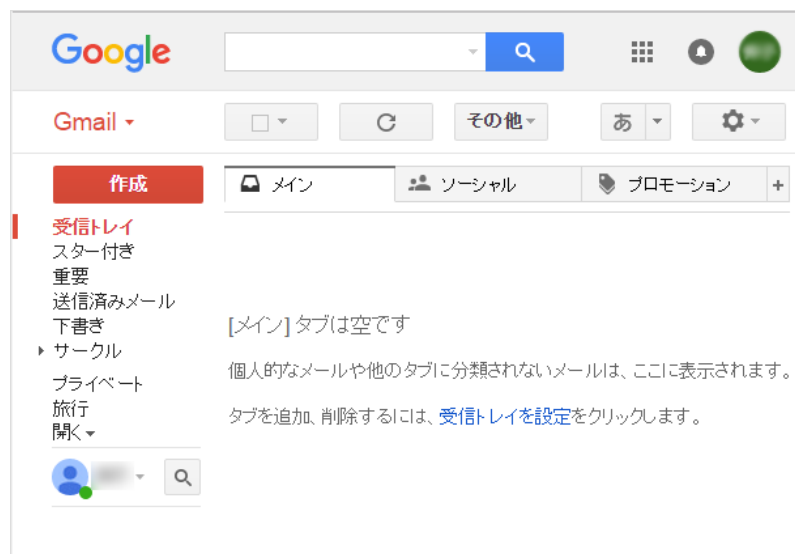 Google
Gmail
その他
あ
作成
メイン
ソーシャル
プロモーション
+
受信トレイ
スター付き
重要
送信済みメール
下書き
サークル
プライベート
旅行
開く
[メイン] タブは空です
個人的なメールや他のタブに分類されないメールは、ここに表示されます。
タブを追加、削除するには、受信トレイを設定をクリックします。